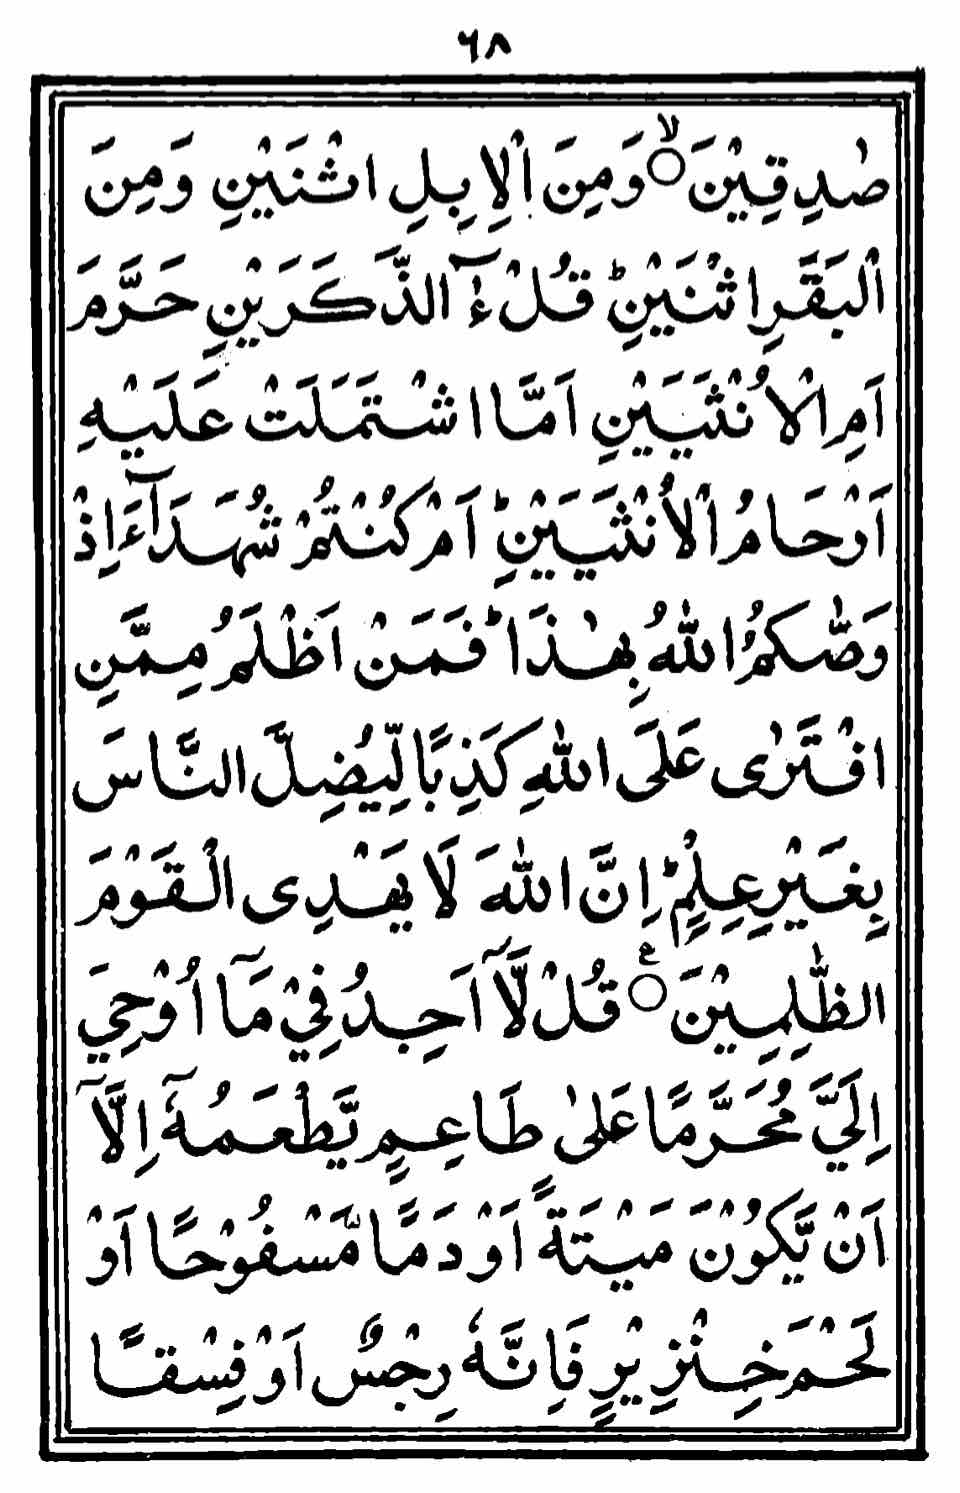 ٦٨
صٰدِقِيْنَ ۙ○ وَمِنَ الْاِبِلِ اثْنَيْنِ وَمِنَ
الْبَقَرِ اثْنَيْنِ ؕ قُلْ ءٰٓالذَّكَرَيْنِ حَرَّمَ
اَمِ الْاُنْثَيَيْنِ اَمَّا اشْتَمَلَتْ عَلَيْهِ
اَرْحَامُ الْاُنْثَيَيْنِ ؕ اَمْ كُنْتُمْ شُهَدَآءَ اِذْ
وَصّٰىكُمُ اللّٰهُ بِهٰذَا ۚ فَمَنْ اَظْلَمُ مِمَّنِ
افْتَرٰى عَلَى اللّٰهِ كَذِبًا لِّيُضِلَّ النَّاسَ
بِغَيْرِ عِلْمٍ ؕ اِنَّ اللّٰهَ لَا يَهْدِى الْقَوْمَ
الظّٰلِمِيْنَ ○ع قُلْ لَّآ اَجِدُ فِيْ مَآ اُوْحِيَ
اِلَيَّ مُحَرَّمًا عَلٰى طَاعِمٍ يَّطْعَمُهٗٓ اِلَّآ
اَنْ يَّكُوْنَ مَيْتَةً اَوْ دَمًا مَّسْفُوْحًا اَوْ
لَحْمَ خِنْزِيْرٍ فَاِنَّهٗ رِجْسٌ اَوْ فِسْقًا